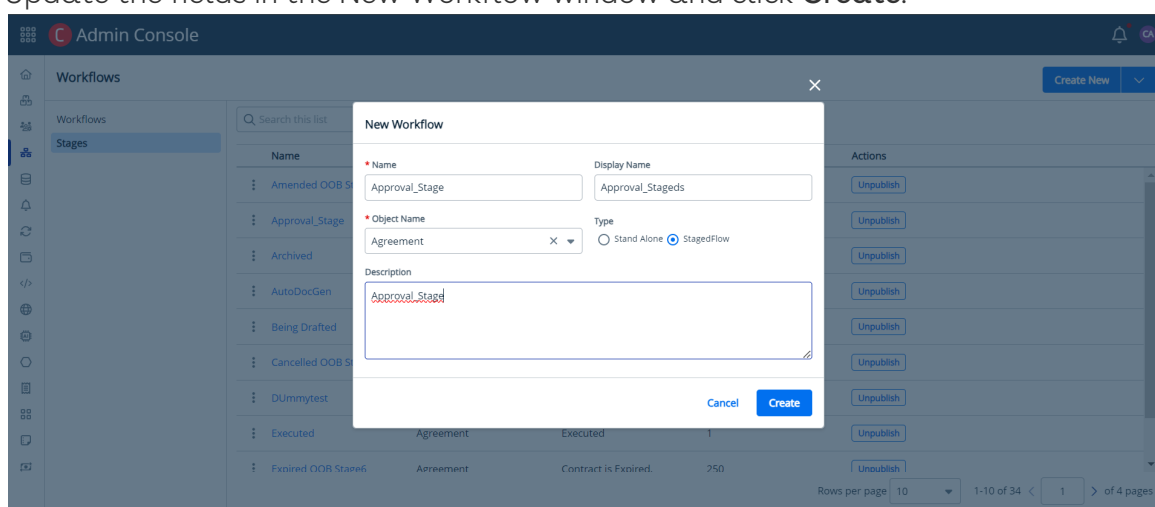 Update the fields in the New Workflow window and click Create.
C Admin Console
CA
Workflows
Create New
Workflows
Stages
Search this list
Name
Actions
Amended OOB St
Unpublish
Approval_Stage
Unpublish
Archived
Unpublish
AutoDocGen
Unpublish
Being Drafted
Unpublish
Cancelled OOB St
Unpublish
DUmmytest
Unpublish
Executed Agreement Executed 1 Unpublish
Expired OOB Stage6 Agreement Contract is Expired. 250 Unpublish
Rows per page 10 1-10 of 34 1 of 4 pages
New Workflow
* Name Display Name
Approval_Stage Approval_Stageds
* Object Name Type
Agreement Stand Alone StagedFlow
Description
Approval_Stage
Cancel Create